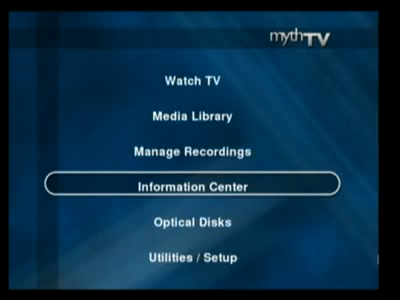 mythTV
Watch TV
Media Library
Manage Recordings
Information Center
Optical Disks
Utilities / Setup